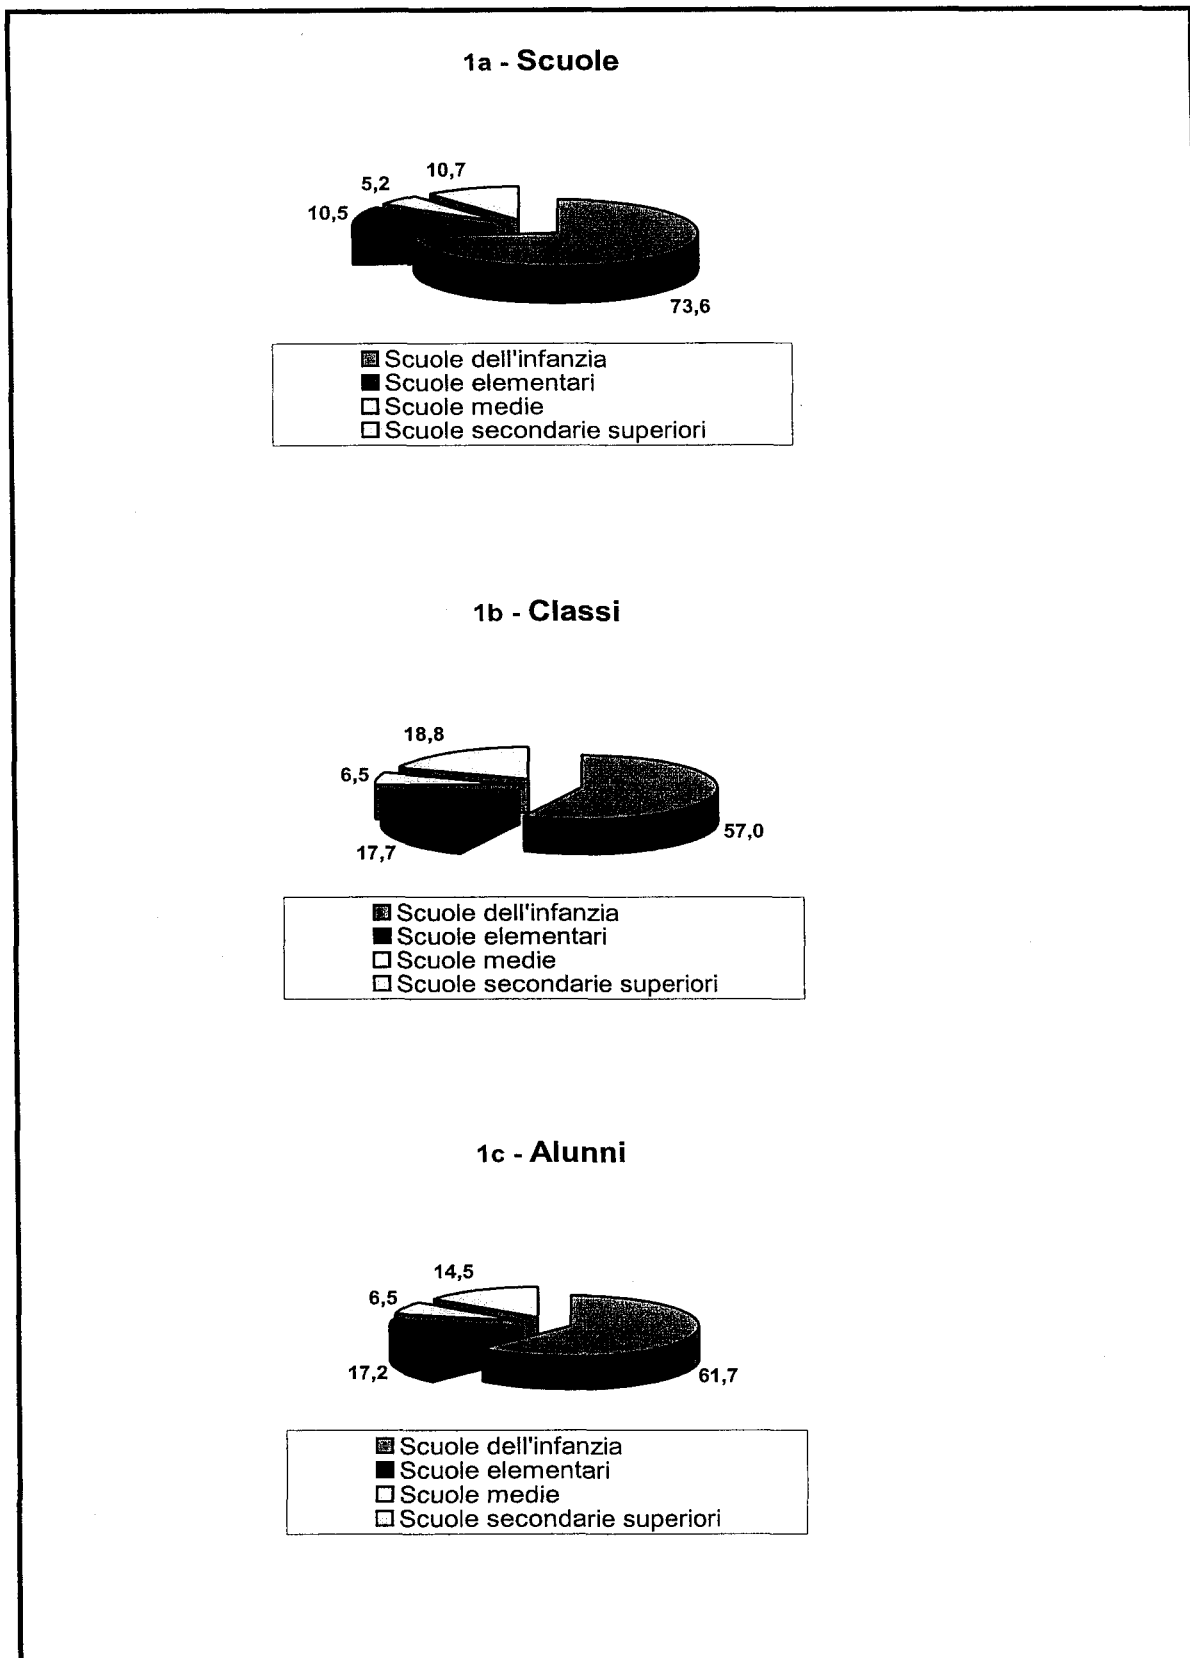 1a - Scuole
10,7
5,2
10,5
73,6
Scuole dell'infanzia
Scuole elementari
Scuole medie
Scuole secondarie superiori
1b - Classi
18,8
6,5
57,0
17,7
Scuole dell'infanzia
Scuole elementari
Scuole medie
Scuole secondarie superiori
1c - Alunni
14,5
6,5
17,2
61,7
Scuole dell'infanzia
Scuole elementari
Scuole medie
Scuole secondarie superiori